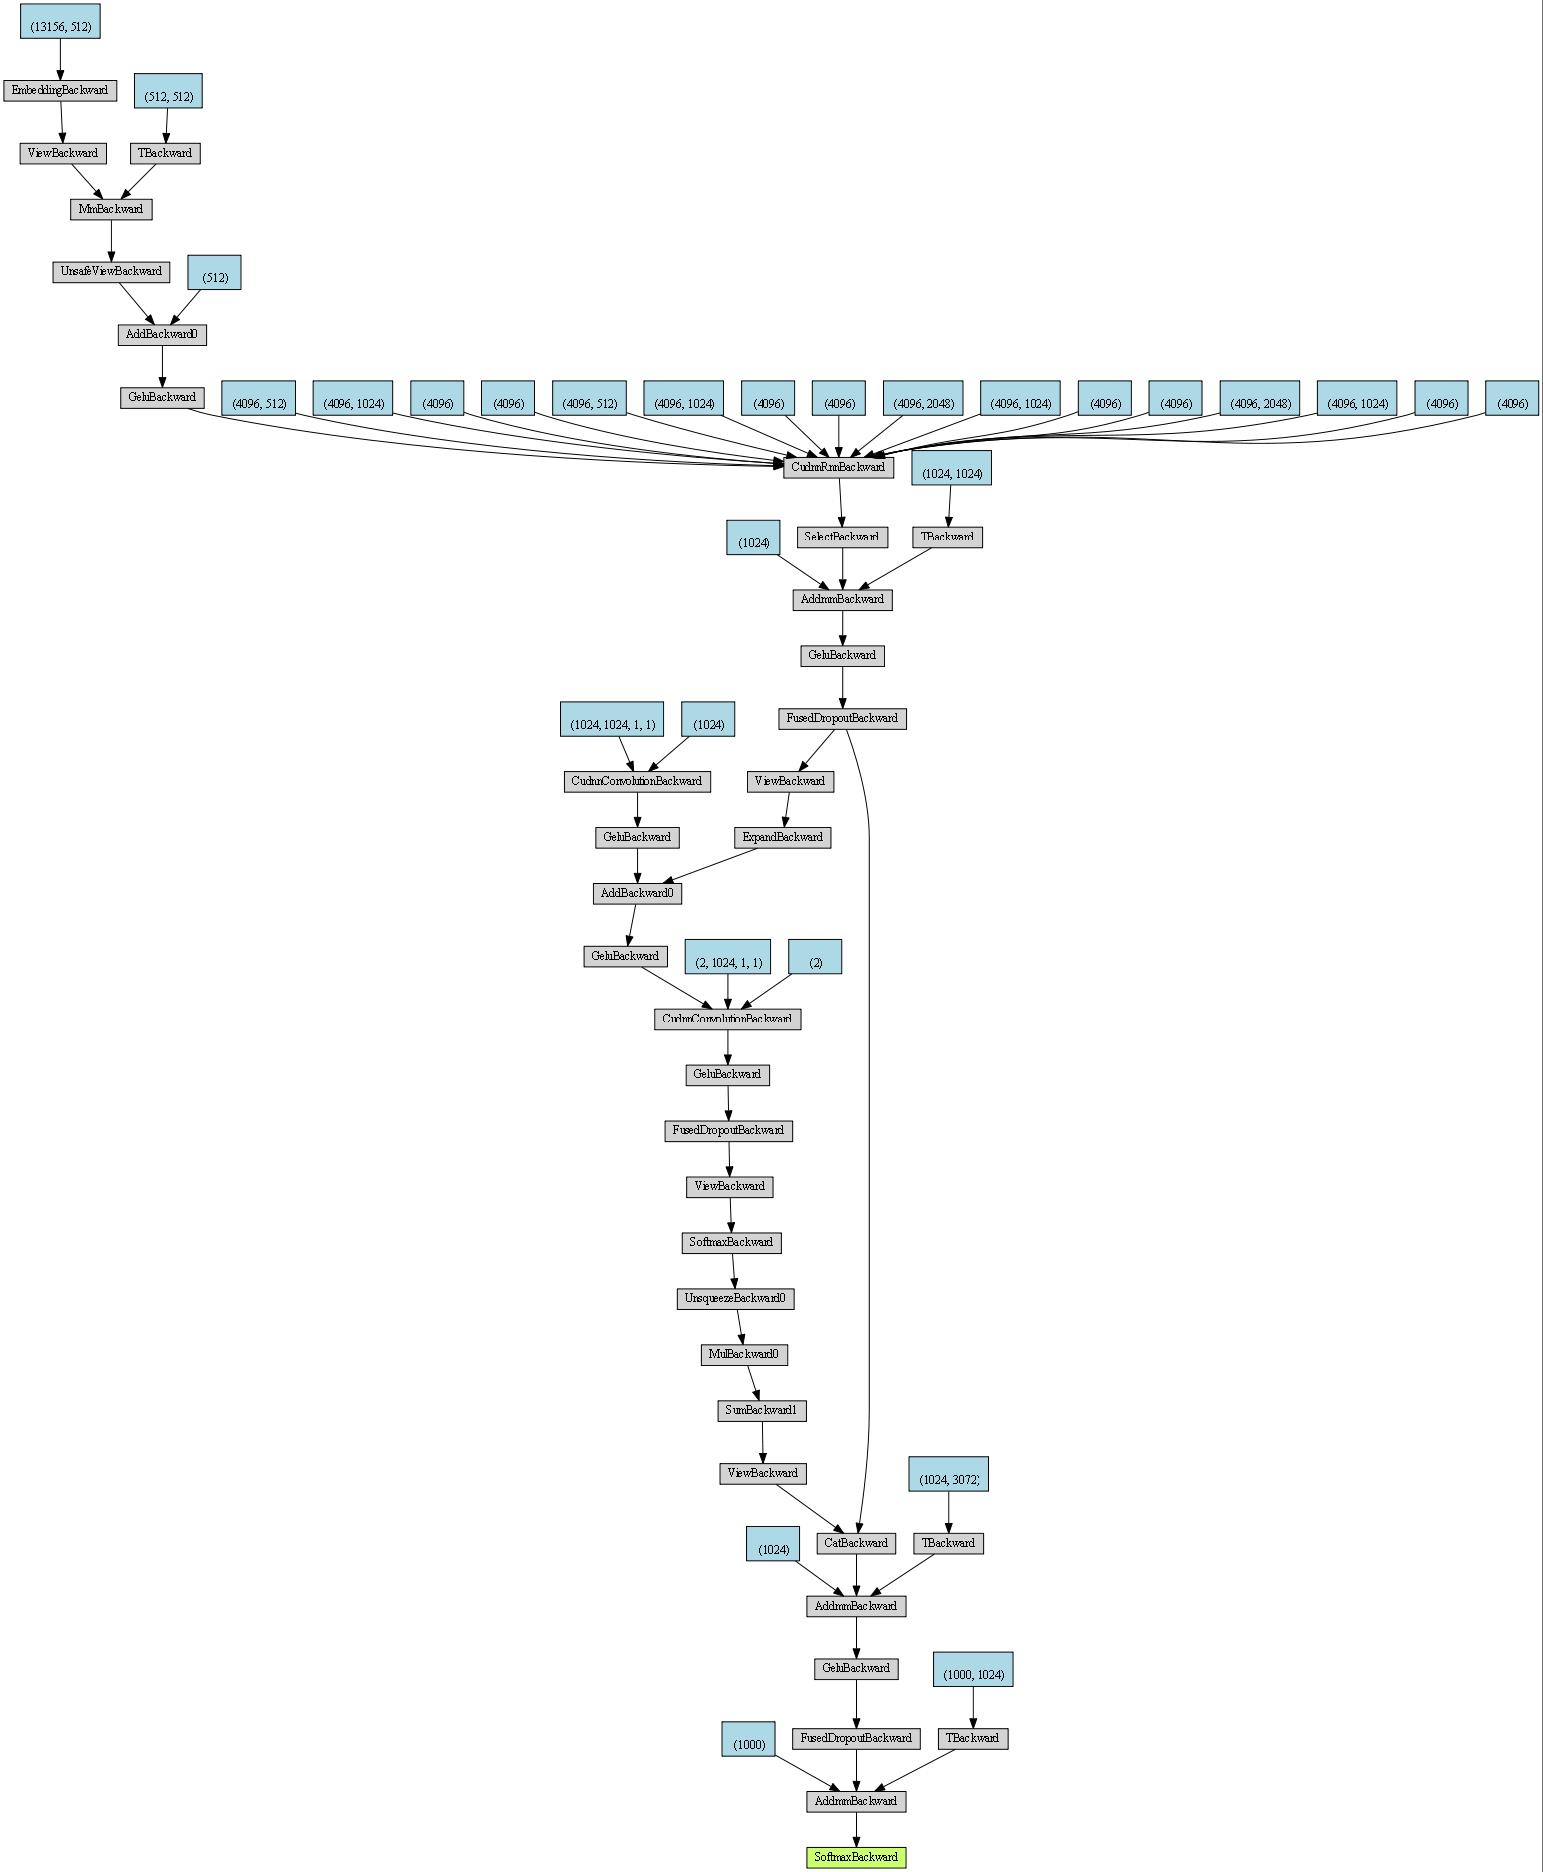 (13156, 512)
EmbeddingBackward
(512, 512)
ViewBackward
TBackward
MmBackward
UnsafeViewBackward
(512)
AddBackward0
GeluBackward
(4096, 512)
(4096, 1024)
(4096)
(4096)
(4096, 512)
(4096, 1024)
(4096)
(4096)
(4096, 2048)
(4096, 1024)
(4096)
(4096)
(4096, 2048)
(4096, 1024)
(4096)
(4096)
CudnnRnnBackward
(1024, 1024)
(1024)
SelectBackward
TBackward
AddmmBackward
GeluBackward
(1024, 1024, 1, 1)
(1024)
FusedDropoutBackward
CudnnConvolutionBackward
ViewBackward
GeluBackward
ExpandBackward
AddBackward0
GeluBackward
(2, 1024, 1, 1)
(2)
CudnnConvolutionBackward
GeluBackward
FusedDropoutBackward
ViewBackward
SoftmaxBackward
UnsqueezeBackward0
MulBackward0
SumBackward1
ViewBackward
(1024, 3072)
(1024)
CatBackward
TBackward
AddmmBackward
GeluBackward
(1000, 1024)
(1000)
FusedDropoutBackward
TBackward
AddmmBackward
SoftmaxBackward